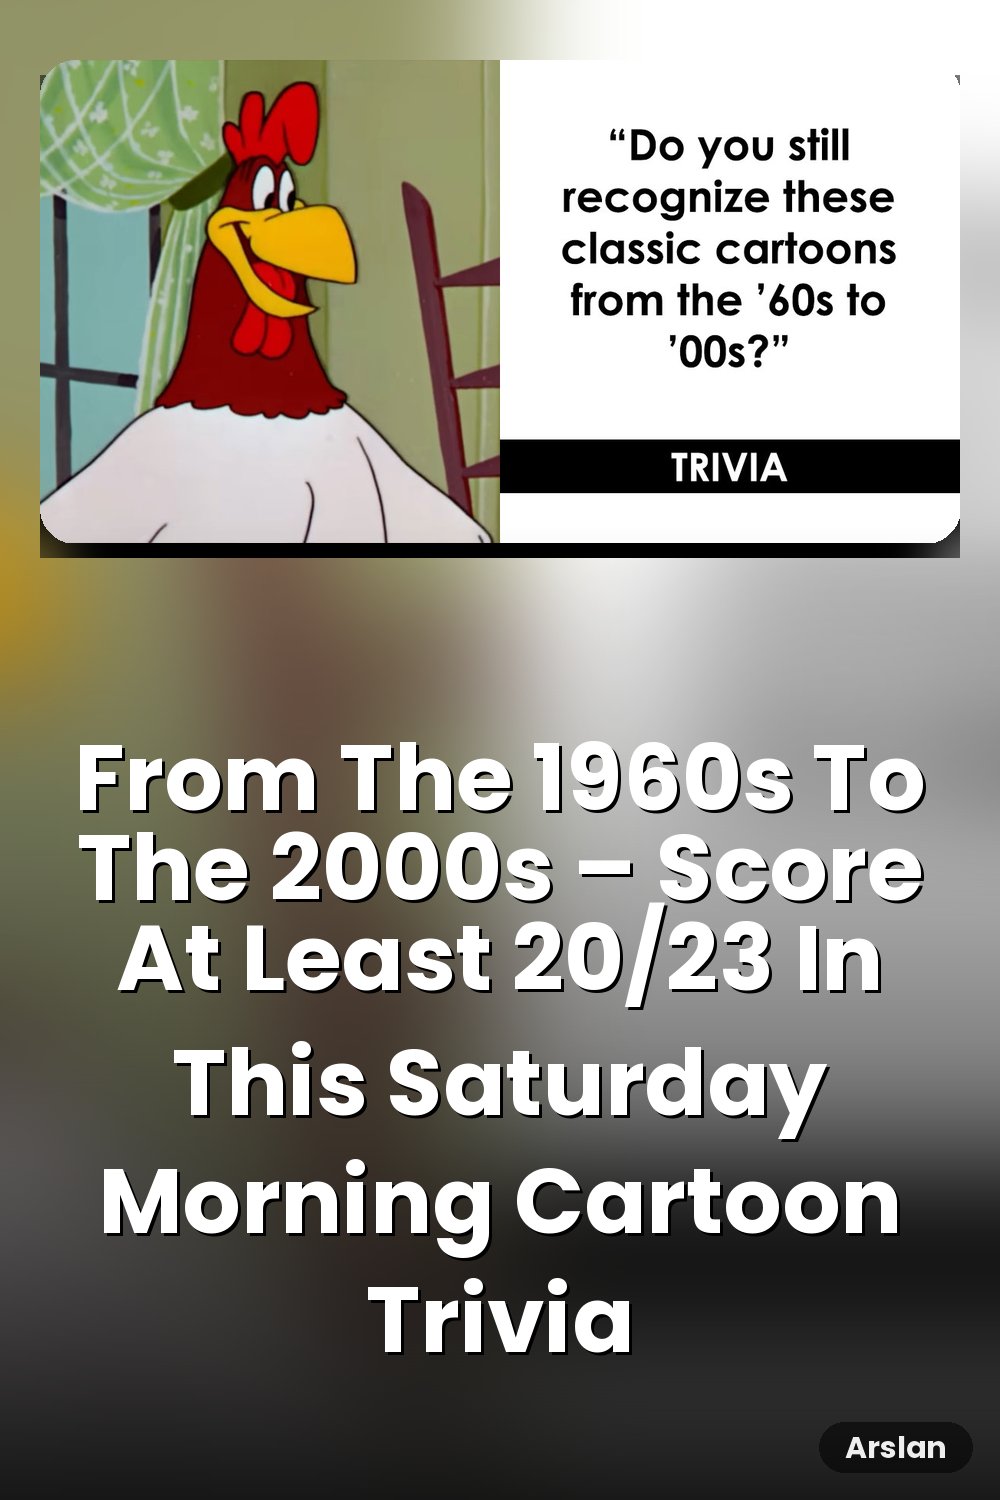 “Do you still
recognize these
classic cartoons
from the ’60s to
’00s?”
TRIVIA
From The 1960s To
The 2000s – Score
At Least 20/23 In
This Saturday
Morning Cartoon
Trivia
Arslan